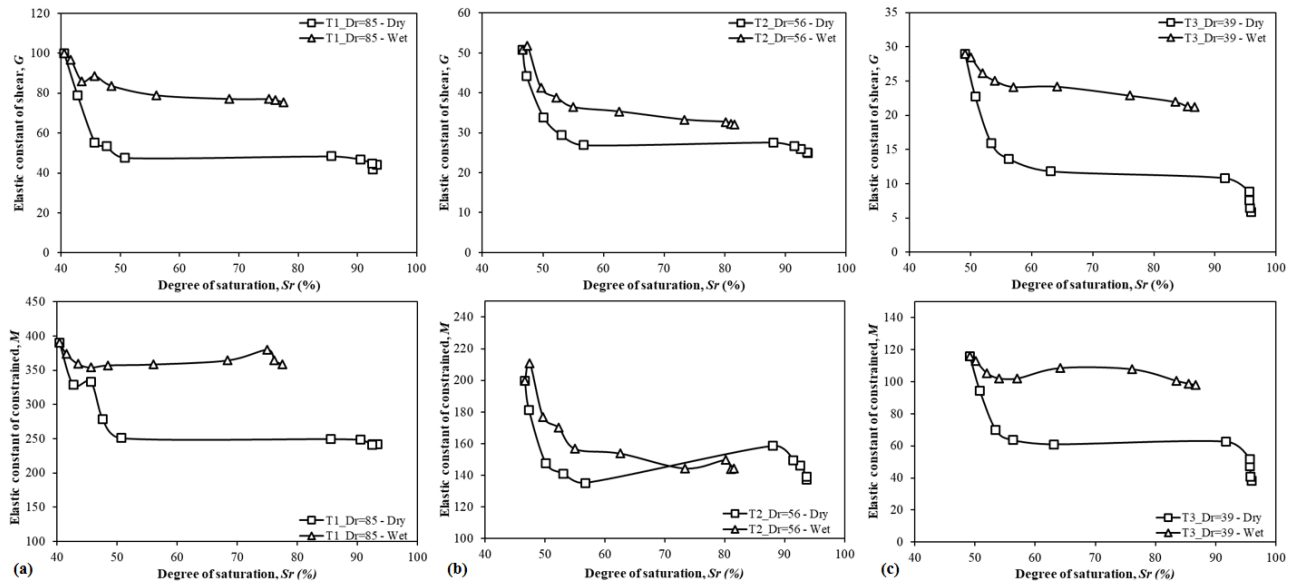 Elastic constant of shear, G
120
100
80
60
40
20
0
T1_Dr=85 - Dry
T1_Dr=85 - Wet
40 50 60 70 80 90 100
Degree of saturation, Sr (%)
Elastic constant of shear, G
60
50
40
30
20
10
0
T2_Dr=56 - Dry
T2_Dr=56 - Wet
40 50 60 70 80 90 100
Degree of saturation, Sr (%)
Elastic constant of shear, G
35
30
25
20
15
10
5
0
T3_Dr=39 - Dry
T3_Dr=39 - Wet
40 50 60 70 80 90 100
Degree of saturation, Sr (%)
Elastic constant of constrained, M
450
400
350
300
250
200
150
100
T1_Dr=85 - Dry
T1_Dr=85 - Wet
40 50 60 70 80 90 100
(a)
Degree of saturation, Sr (%)
Elastic constant of constrained, M
240
220
200
180
160
140
120
100
T2_Dr=56 - Dry
T2_Dr=56 - Wet
40 50 60 70 80 90 100
(b)
Degree of saturation, Sr (%)
Elastic constant of constrained, M
140
120
100
80
60
40
20
0
T3_Dr=39 - Dry
T3_Dr=39 - Wet
40 50 60 70 80 90 100
(c)
Degree of saturation, Sr (%)